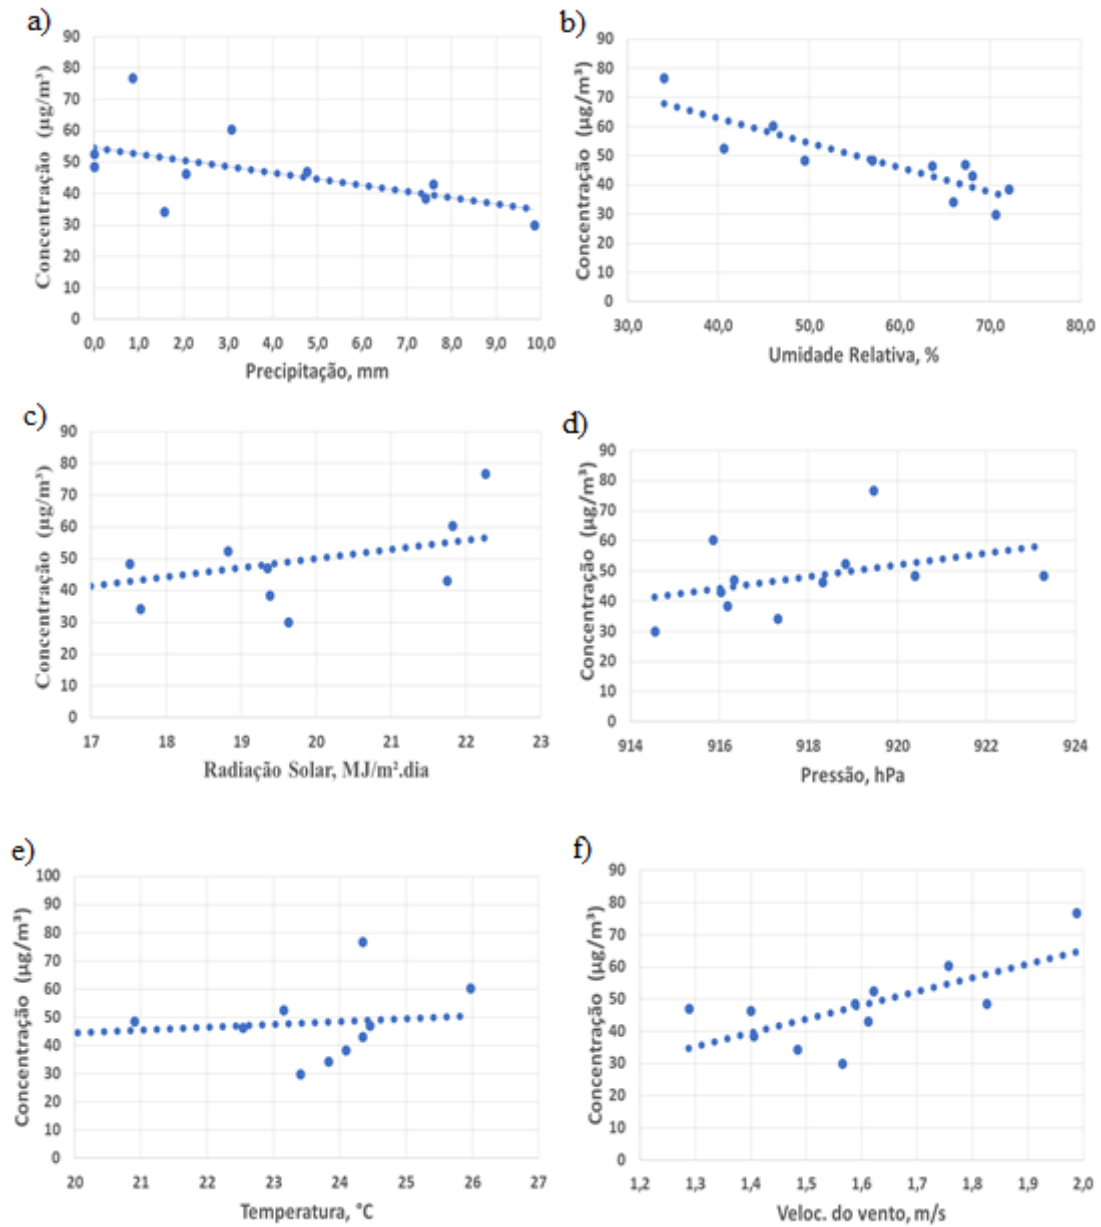 a)
90
80
70
60
50
40
30
20
10
0
Concentração (µg/m³)
0,0 1,0 2,0 3,0 4,0 5,0 6,0 7,0 8,0 9,0 10,0
Precipitação, mm
b)
90
80
70
60
50
40
30
20
10
0
Concentração (µg/m³)
30,0 40,0 50,0 60,0 70,0 80,0
Umidade Relativa, %
c)
90
80
70
60
50
40
30
20
10
0
Concentração (µg/m³)
17 18 19 20 21 22 23
Radiação Solar, MJ/m².dia
d)
90
80
70
60
50
40
30
20
10
0
Concentração (µg/m³)
914 916 918 920 922 924
Pressão, hPa
e)
100
90
80
70
60
50
40
30
20
10
0
Concentração (µg/m³)
20 21 22 23 24 25 26 27
Temperatura, °C
f)
90
80
70
60
50
40
30
20
10
0
Concentração (µg/m³)
1,2 1,3 1,4 1,5 1,6 1,7 1,8 1,9 2,0
Veloc. do vento, m/s